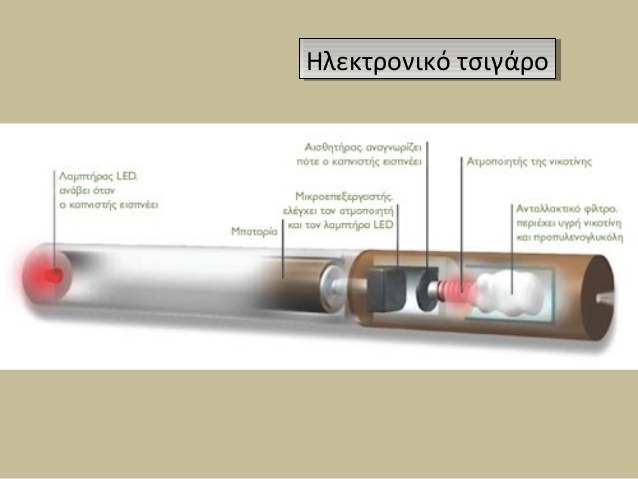 Ηλεκτρονικό τσιγάρο
Αισθητήρας. αναγνωρίζει
πότε ο καπνιστής εισπνέει
Ατμοποιητής της νικοτίνης
Λαμπτήρας LED.
ανάβει όταν
ο καπνιστής εισπνέει
Μικροεπεξεργαστής.
ελέγχει τον ατμοποιητή
και τον λαμπτήρα LED
Ανταλλακτικό φίλτρο.
περιέχει υγρή νικοτίνη
και προπυλενογλυκόλη
Μπαταρία